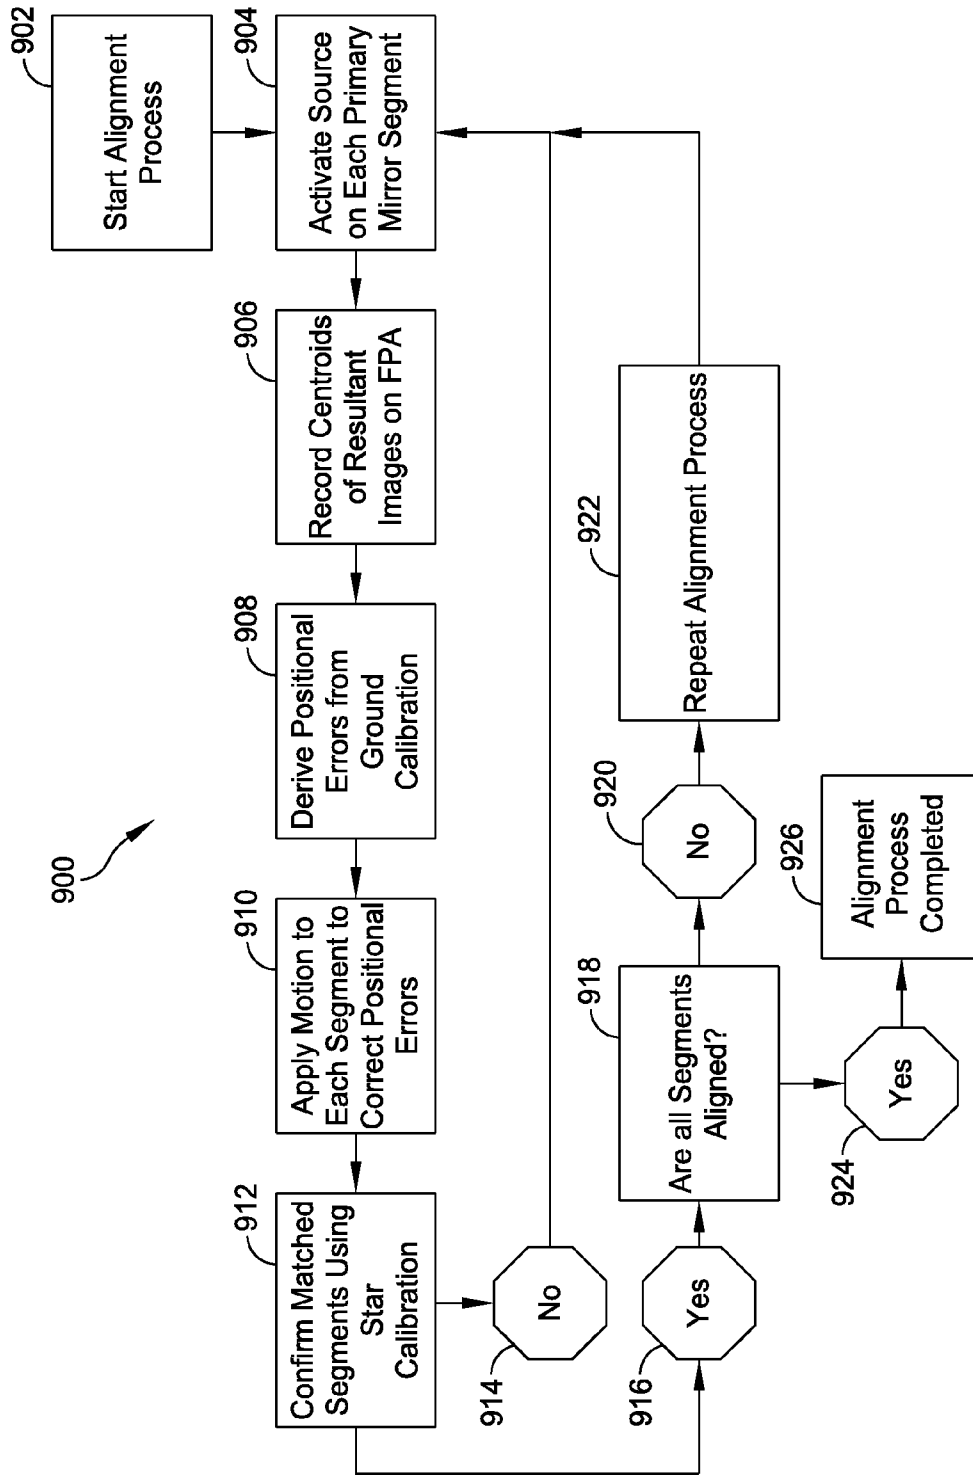 900
902
Start Alignment
Process
904
Activate Source
on Each Primary
Mirror Segment
906
Record Centroids
of Resultant
Images on FPA
908
Derive Positional
Errors from
Ground
Calibration
910
Apply Motion to
Each Segment to
Correct Positional
Errors
912
Confirm Matched
Segments Using
Star
Calibration
914
No
916
Yes
918
Are all Segments
Aligned?
920
No
922
Repeat Alignment Process
924
Yes
926
Alignment
Process
Completed